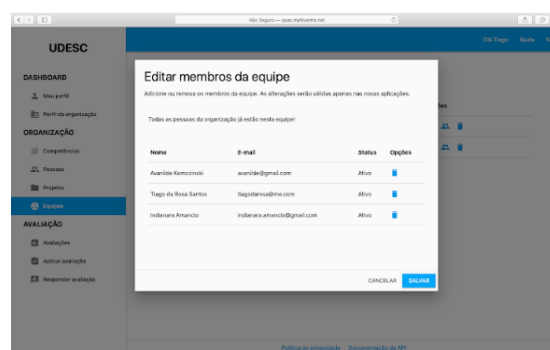 Não Seguro — asas.mybluemix.net
UDESC
Olá Tiago Ajuda
DASHBOARD
Meu perfil
Perfil da organização
ORGANIZAÇÃO
Competências
Pessoas
Projetos
Equipes
AVALIAÇÃO
Avaliações
Aplicar avaliação
Responder avaliação
Editar membros da equipe
Adicione ou remova os membros da equipe. As alterações serão válidas apenas nas novas aplicações.
Todas as pessoas da organização já estão nesta equipe!
Nome E-mail Status Opções
Avanilde Kemczinski avanilde@gmail.com Ativo
Tiago da Rosa Santos tiagodarosa@me.com Ativo
Indianara Amancio indianara.amancio@gmail.com Ativo
CANCELAR SALVAR
Política de privacidade Documentação da API